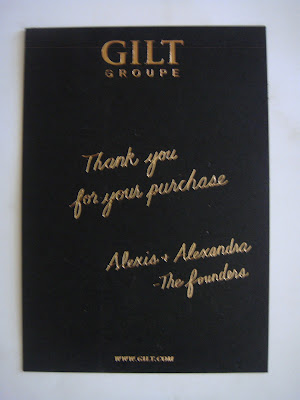 GILT
GROUPE
Thank you
for your purchase
Alexis + Alexandra
-The founders
WWW.GILT.COM